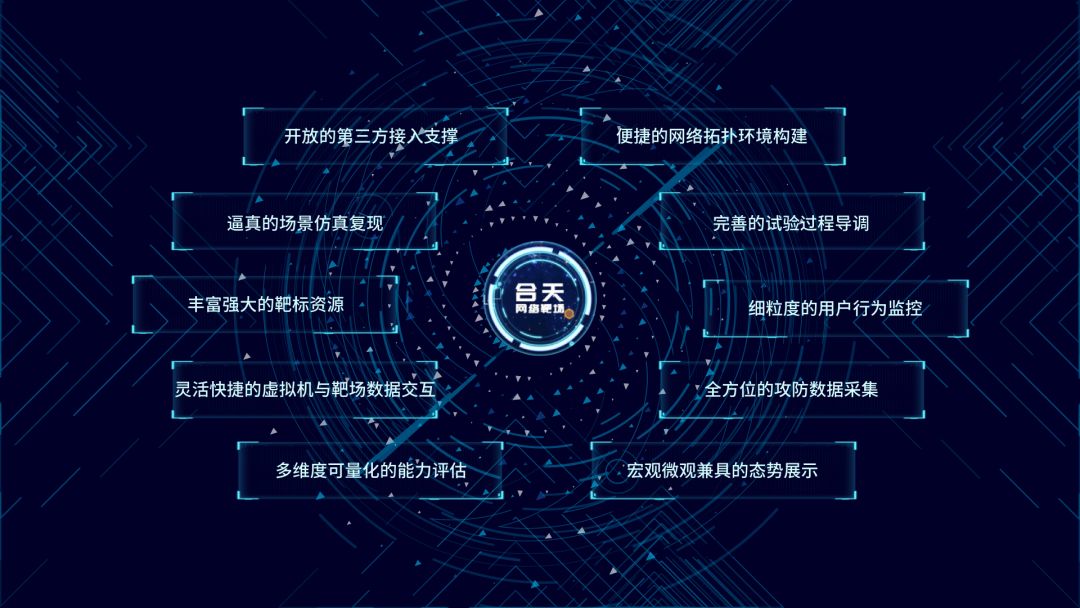 开放的第三方接入支撑
便捷的网络拓扑环境构建
逼真的场景仿真复现
完善的试验过程导调
丰富强大的靶标资源
合天
网络靶场
细粒度的用户行为监控
灵活快捷的虚拟机与靶场数据交互
全方位的攻防数据采集
多维度可量化的能力评估
宏观微观兼具的态势展示